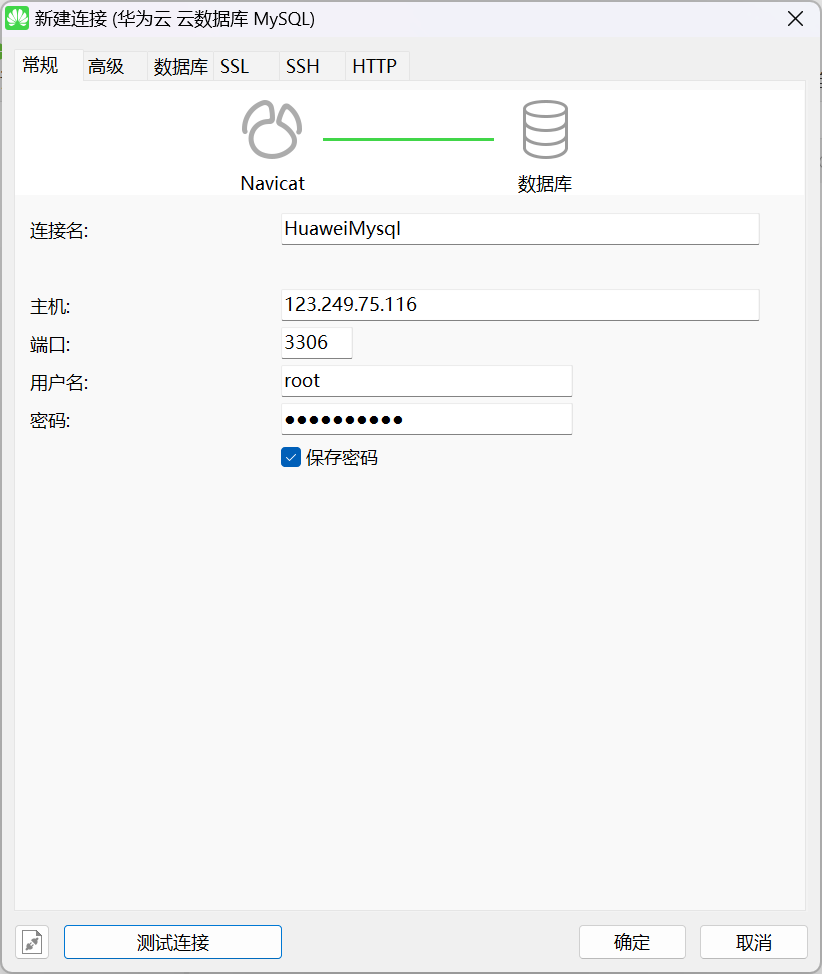 新建连接 (华为云 云数据库 MySQL)
常规 高级 数据库 SSL SSH HTTP
Navicat 数据库
连接名: HuaweiMysql
主机: 123.249.75.116
端口: 3306
用户名: root
密码: ●●●●●●●●●●
保存密码
测试连接 确定 取消